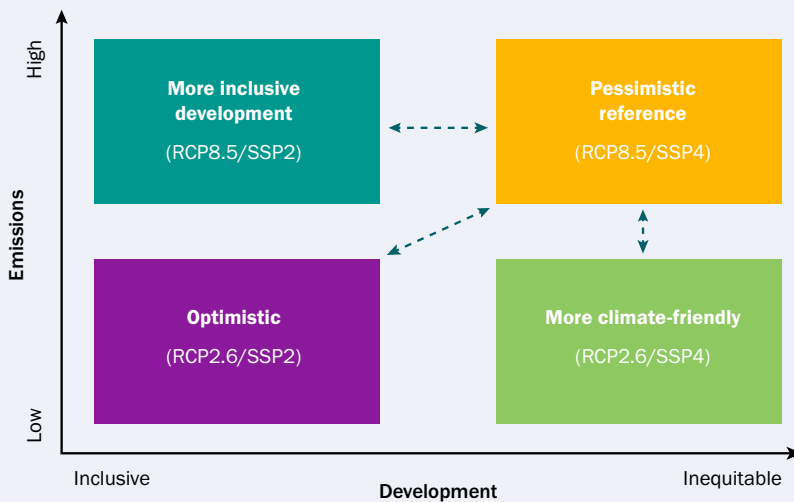 High
More inclusive
development
(RCP8.5/SSP2)
Pessimistic
reference
(RCP8.5/SSP4)
Emissions
Optimistic
(RCP2.6/SSP2)
More climate-friendly
(RCP2.6/SSP4)
Low
Inclusive
Development
Inequitable